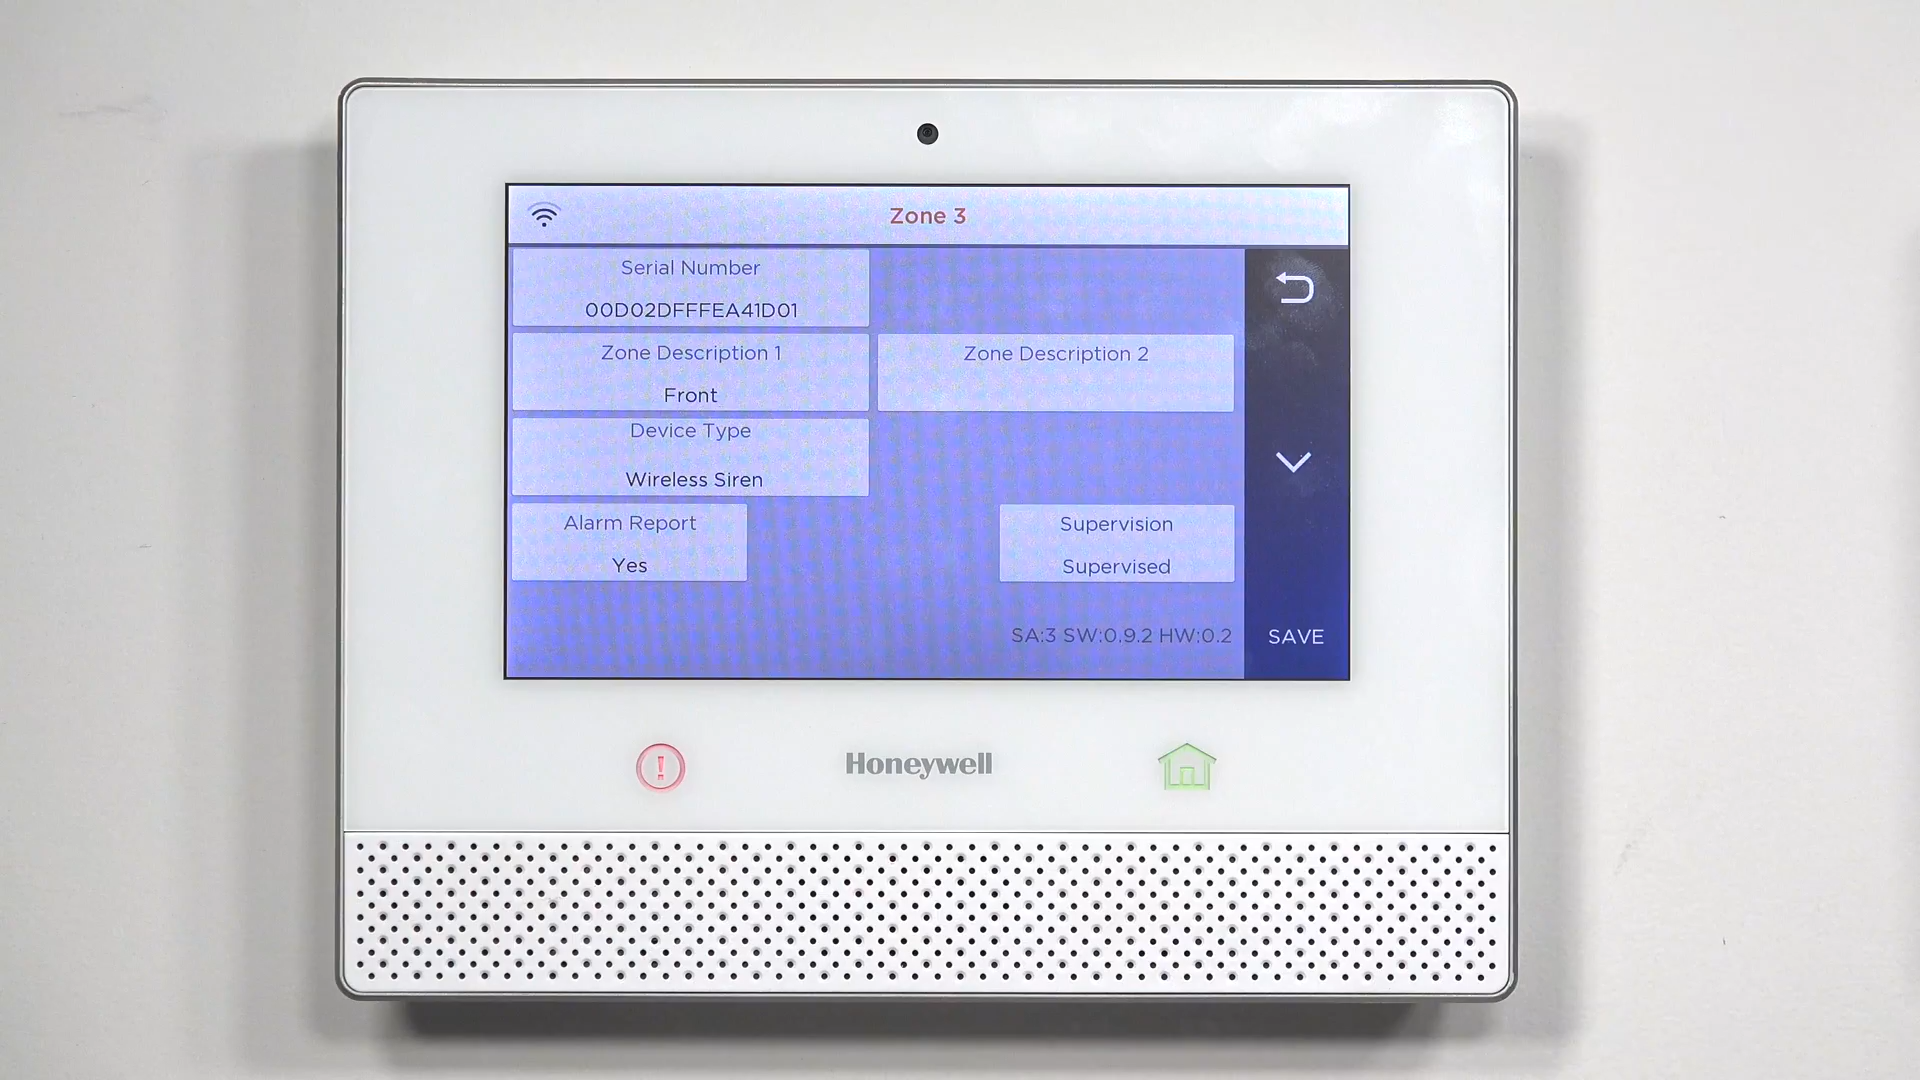 Zone 3
Serial Number
00D02DFFFEA41D01
Zone Description 1
Front
Zone Description 2
Device Type
Wireless Siren
Alarm Report
Yes
Supervision
Supervised
SA:3 SW:0.9.2 HW:0.2
SAVE
Honeywell